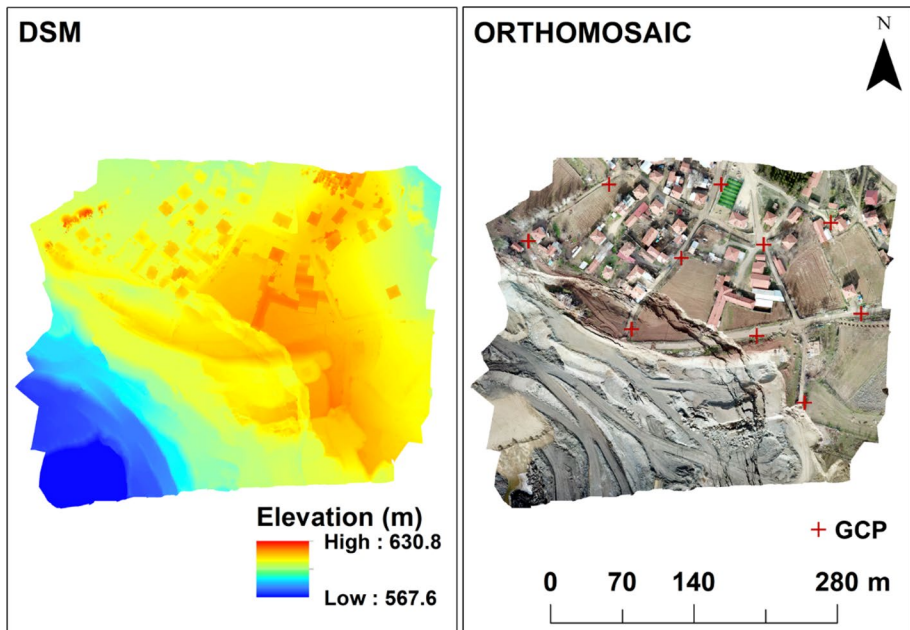 DSM
Elevation (m)
High : 630.8
Low : 567.6
ORTHOMOSAIC
N
GCP
0 70 140 280 m